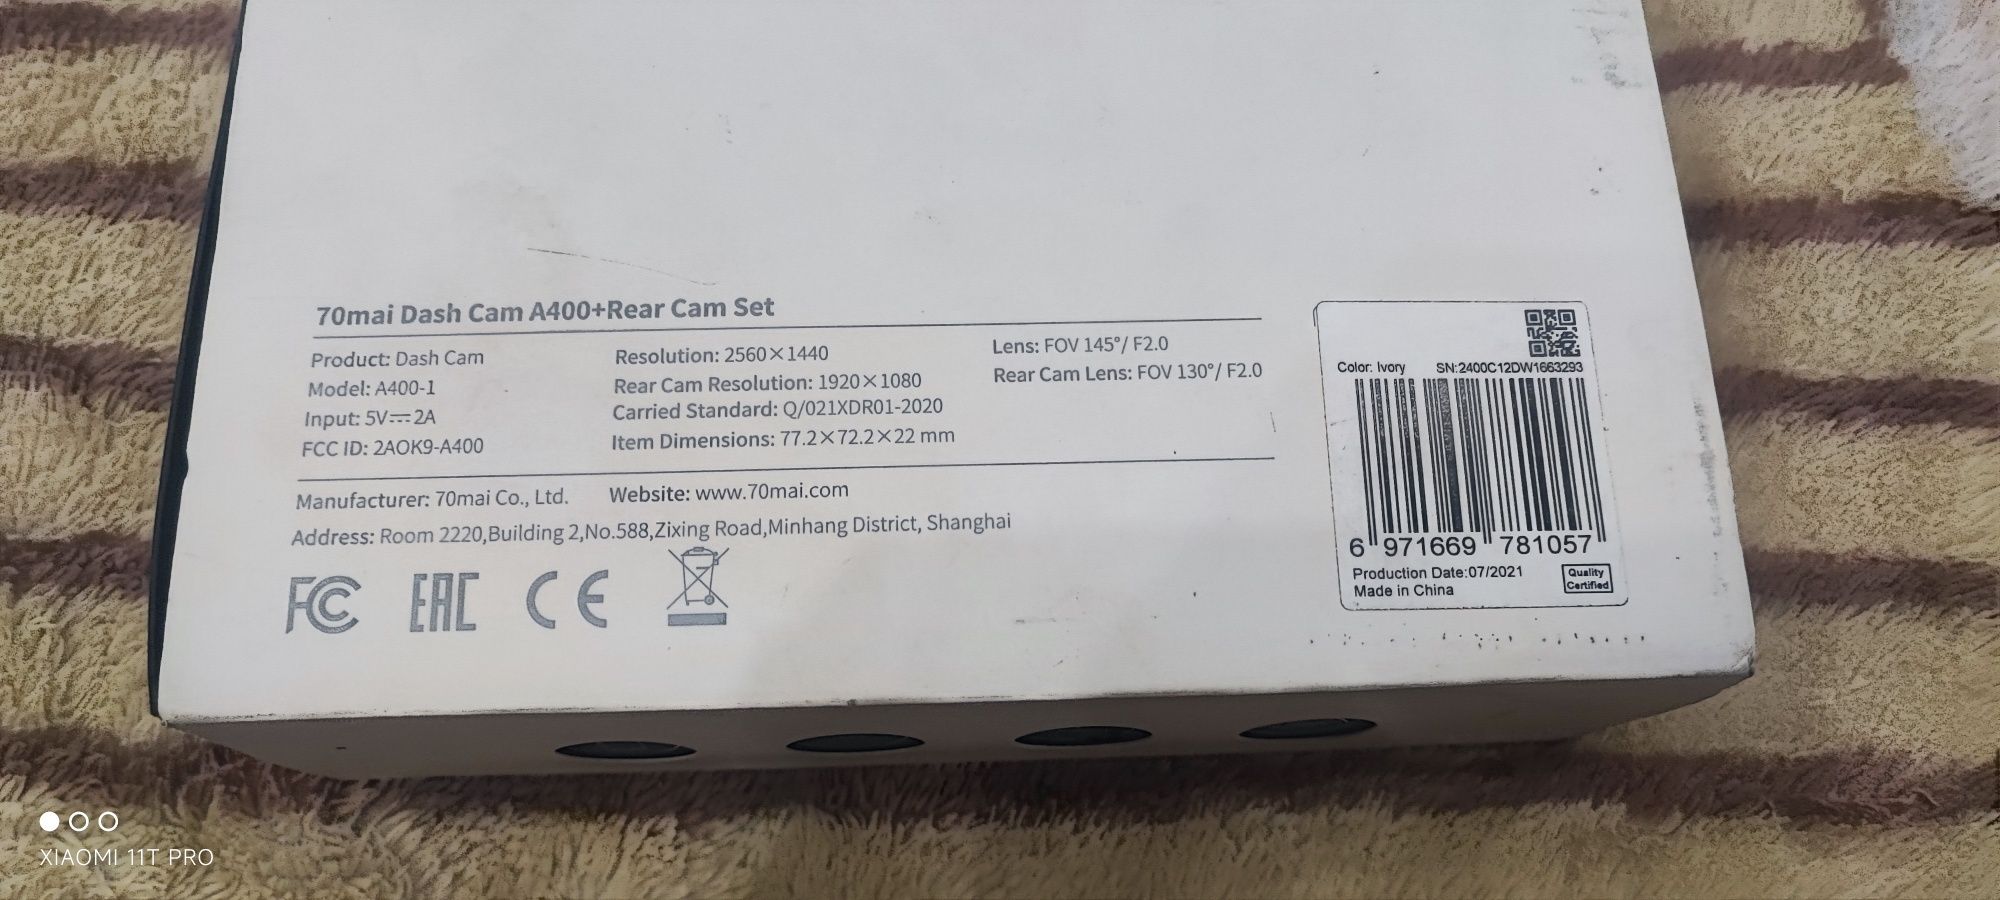 70mai Dash Cam A400+Rear Cam Set
Product: Dash Cam
Model: A400-1
Input: 5V⎓2A
FCC ID: 2AOK9-A400
Resolution: 2560×1440
Rear Cam Resolution: 1920×1080
Carried Standard: Q/021XDR01-2020
Item Dimensions: 77.2×72.2×22 mm
Lens: FOV 145°/ F2.0
Rear Cam Lens: FOV 130°/ F2.0
Manufacturer: 70mai Co., Ltd. Website: www.70mai.com
Address: Room 2220,Building 2,No.588,Zixing Road,Minhang District, Shanghai
FC EAC CE
Color: Ivory SN:2400C12DW1663293
6 971669 781057
Production Date:07/2021
Made in China
Quality
Certified
XIAOMI 11T PRO